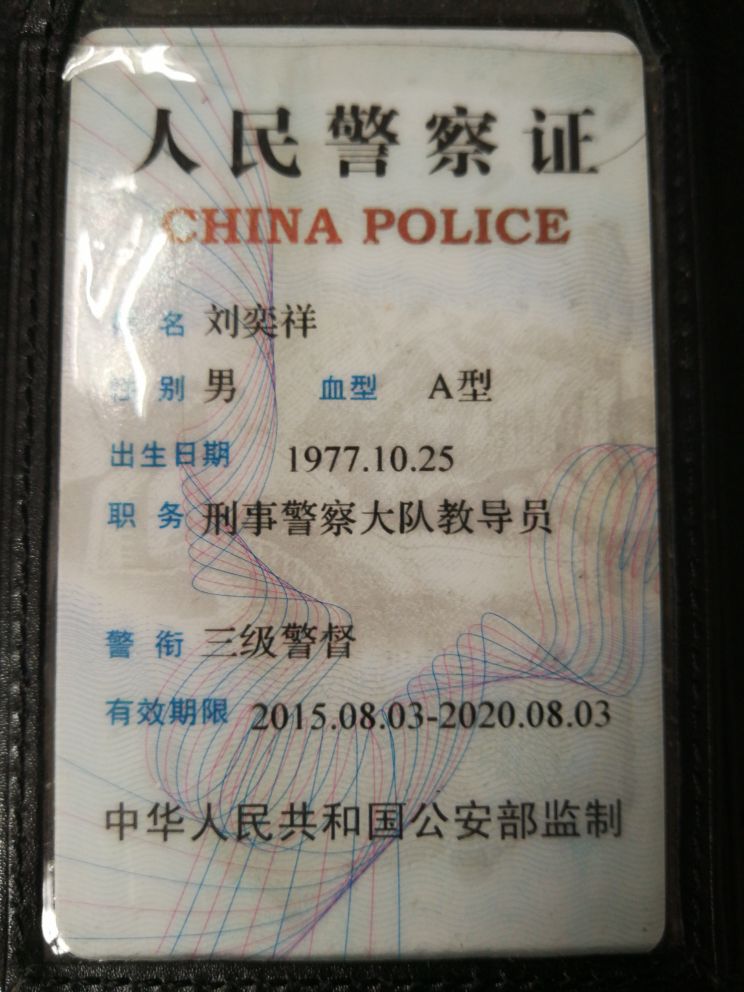 人民警察证
CHINA POLICE
姓名 刘奕祥
性别 男 血型 A型
出生日期 1977.10.25
职务 刑事警察大队教导员
警衔 三级警督
有效期限 2015.08.03-2020.08.03
中华人民共和国公安部监制